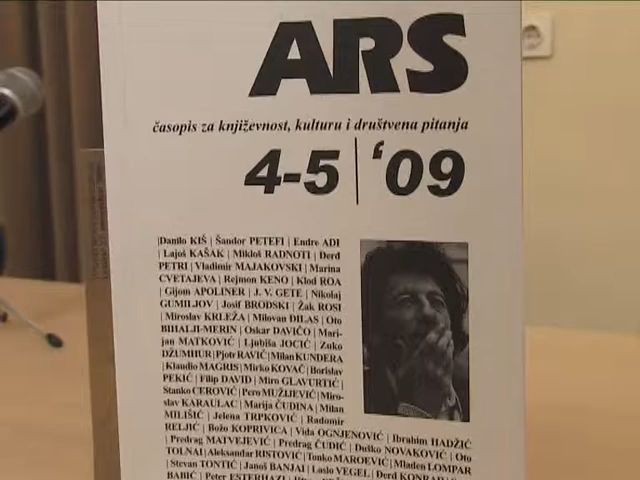 ARS
časopis za književnost, kulturu i društvena pitanja
4-5 | '09
|Danilo KIŠ | Šandor PETEFI | Endre ADI
| Lajoš KAŠAK | Mikloš RADNOTI | Đerđ
PETRI | Vladimir MAJAKOVSKI | Marina
CVETAJEVA | Rejmon KENO | Klod ROA
| Gijom APOLINER | J. V. GETE | Nikolaj
GUMILJOV | Josif BRODSKI | Žak ROSI
| Miroslav KRLEŽA | Milovan ĐILAS | Oto
BIHALJI-MERIN | Oskar DAVIČO | Mari-
jan MATKOVIĆ | Ljubiša JOCIĆ | Zuko
DŽUMHUR | Pjotr RAVIČ | Milan KUNDERA
| Klaudio MAGRIS | Mirko KOVAČ | Borislav
PEKIĆ | Filip DAVID | Miro GLAVURTIĆ |
Stanko CEROVIĆ | Pero MUŽIJEVIĆ | Miro-
slav KARAULAC | Marija ČUDINA | Milan
MILIŠIĆ | Jelena TRPKOVIĆ | Radomir
RELJIĆ | Božo KOPRIVICA | Vida OGNJENOVIĆ | Ibrahim HADŽIĆ
| Predrag MATVEJEVIĆ | Predrag ČUDIĆ | Duško NOVAKOVIĆ | Oto
TOLNAI | Aleksandar RISTOVIĆ | Tonko MAROEVIĆ | Mladen LOMPAR
| Stevan TONTIĆ | Janoš BANJAI | Laslo VEGEL | Đerđ KONRAD
BABIĆ | Peter ESTERHAZI